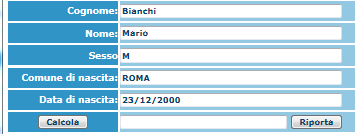 Cognome: Bianchi
Nome: Mario
Sesso M
Comune di nascita: ROMA
Data di nascita: 23/12/2000
Calcola Riporta